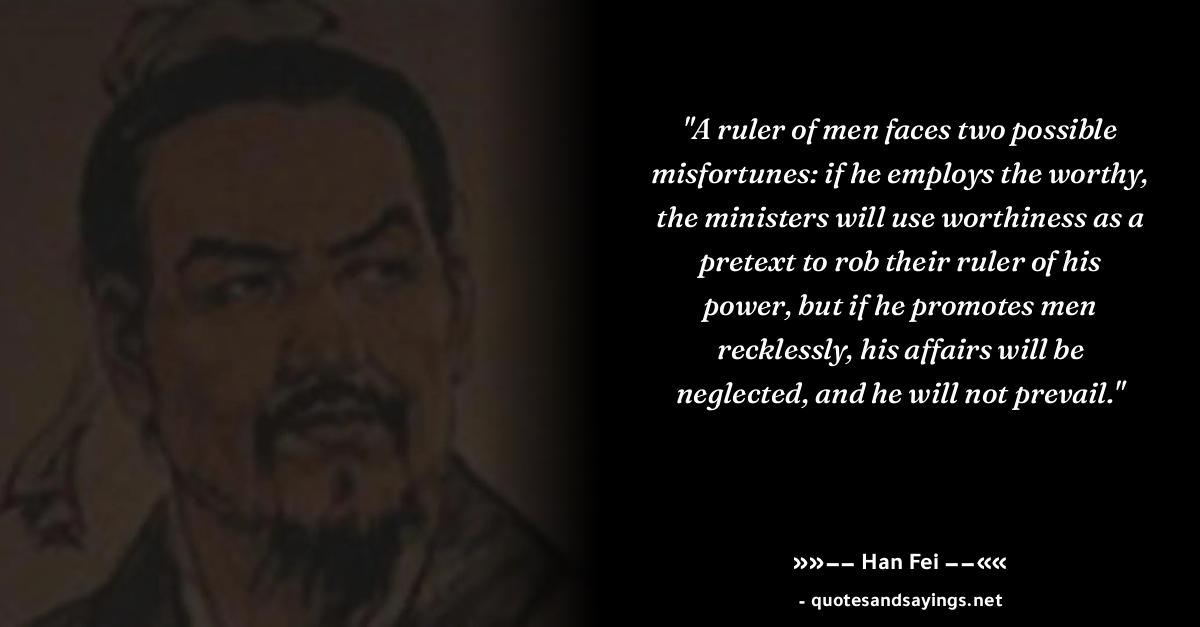 "A ruler of men faces two possible
misfortunes: if he employs the worthy,
the ministers will use worthiness as a
pretext to rob their ruler of his
power, but if he promotes men
recklessly, his affairs will be
neglected, and he will not prevail."
»»–– Han Fei ––««
- quotesandsayings.net